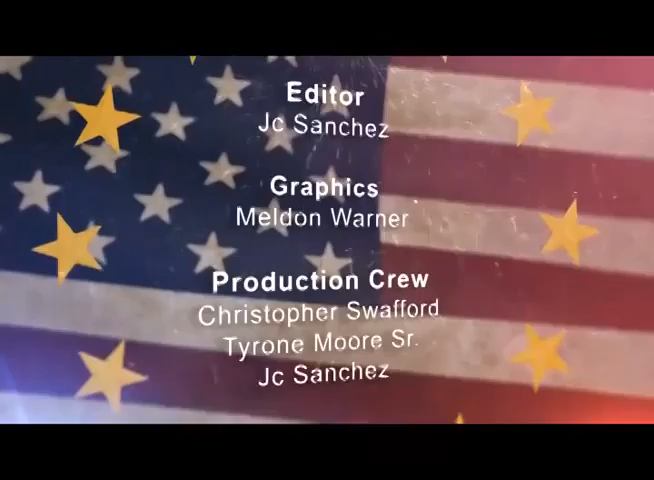 Editor
Jc Sanchez
Graphics
Meldon Warner
Production Crew
Christopher Swafford
Tyrone Moore Sr.
Jc Sanchez